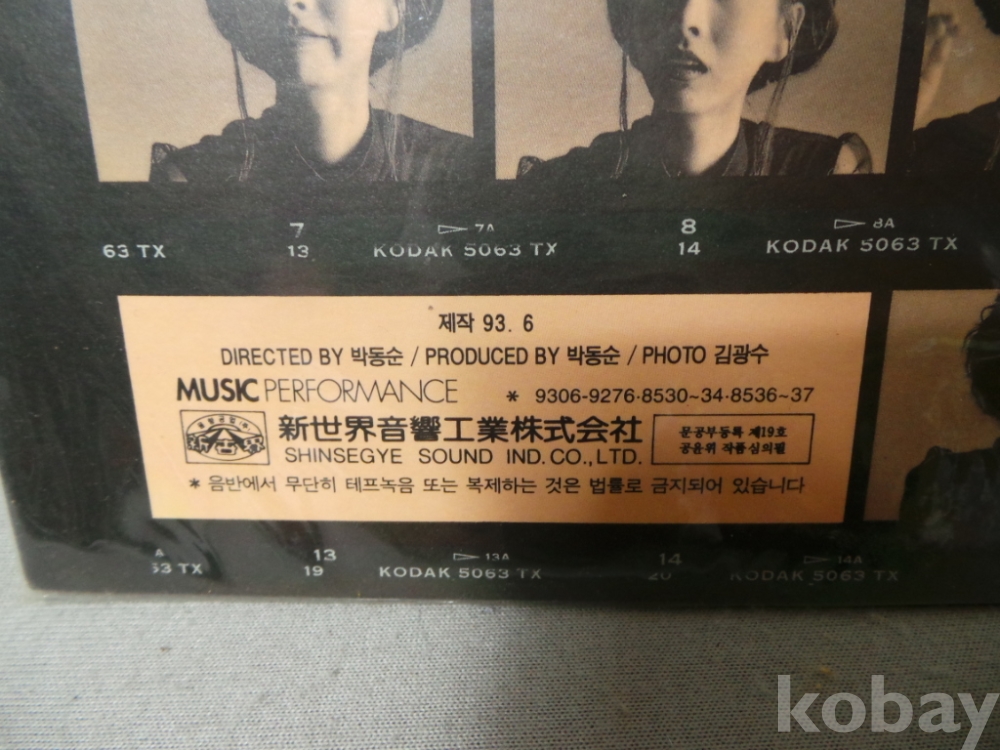 7 ▷ 7A 8 ▷ 8A
63 TX 13 KODAK 5063 TX 14 KODAK 5063 TX
제작 93. 6
DIRECTED BY 박동순 / PRODUCED BY 박동순 / PHOTO 김광수
MUSIC PERFORMANCE * 9306-9276·8530~34·8536~37
新世界音響工業株式会社
SHINSEGYE SOUND IND. CO., LTD.
문공부등록 제19호
공윤위 작품심의필
* 음반에서 무단히 테프녹음 또는 복제하는 것은 법률로 금지되어 있습니다
A 13 ▷ 13A 14 ▷ 14A
53 TX 19 KODAK 5063 TX 20 KODAK 5063 TX
kobay